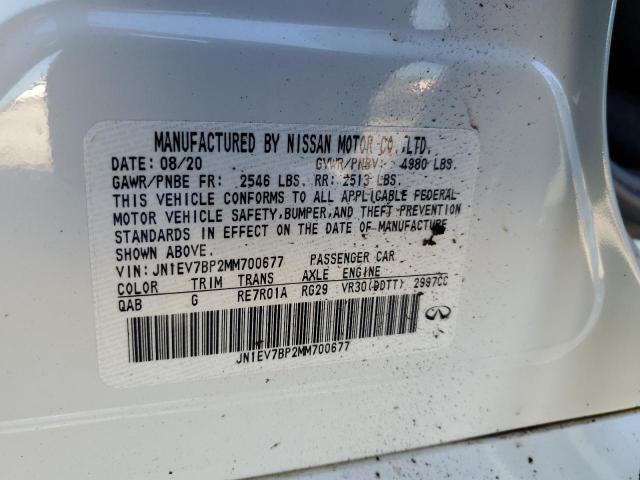 MANUFACTURED BY NISSAN MOTOR CO.,LTD.
DATE: 08/20 GVWR/PNBV: 4980 LBS.
GAWR/PNBE FR: 2546 LBS. RR: 2513 LBS.
THIS VEHICLE CONFORMS TO ALL APPLICABLE FEDERAL
MOTOR VEHICLE SAFETY, BUMPER, AND THEFT PREVENTION
STANDARDS IN EFFECT ON THE DATE OF MANUFACTURE
SHOWN ABOVE.
VIN: JN1EV7BP2MM700677 PASSENGER CAR
COLOR TRIM TRANS AXLE ENGINE
QAB G RE7R01A RG29 VR30(DDTT) 2997CC
JN1EV7BP2MM700677